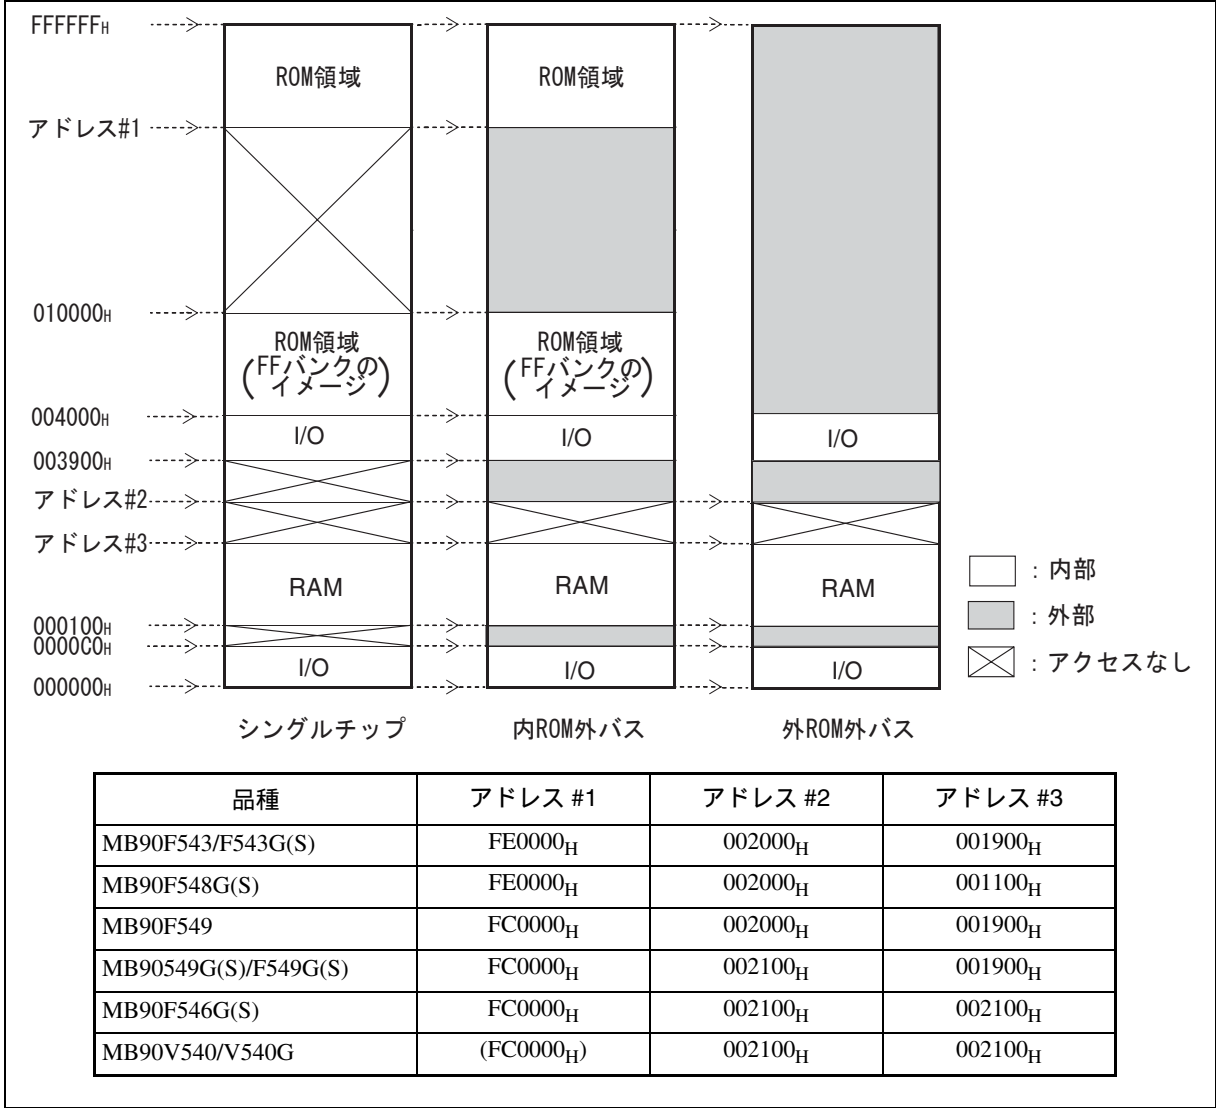 FFFFFFH
ROM領域 ROM領域
アドレス#1
010000H
ROM領域 ROM領域
(FFバンクの (FFバンクの
イメージ) イメージ)
004000H
I/O I/O I/O
003900H
アドレス#2
アドレス#3
RAM RAM RAM
000100H
0000C0H
I/O I/O I/O
000000H
:内部
:外部
:アクセスなし
シングルチップ 内ROM外バス 外ROM外バス
品種 アドレス #1 アドレス #2 アドレス #3
MB90F543/F543G(S) FE0000H 002000H 001900H
MB90F548G(S) FE0000H 002000H 001100H
MB90F549 FC0000H 002000H 001900H
MB90549G(S)/F549G(S) FC0000H 002100H 001900H
MB90F546G(S) FC0000H 002100H 002100H
MB90V540/V540G (FC0000H) 002100H 002100H